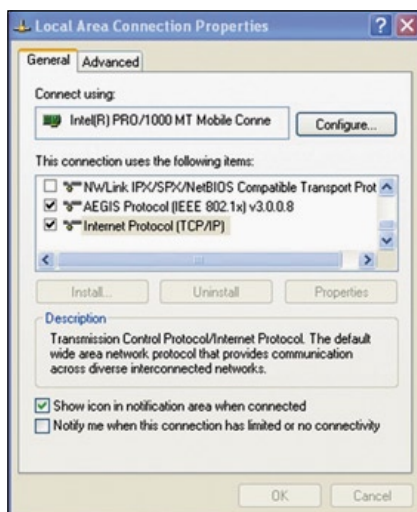 Local Area Connection Properties
General Advanced
Connect using:
Intel(R) PRO/1000 MT Mobile Conne
Configure...
This connection uses the following items:
NWLink IPX/SPX/NetBIOS Compatible Transport Prot
AEGIS Protocol (IEEE 802.1x) v3.0.0.8
Internet Protocol (TCP/IP)
Install... Uninstall Properties
Description
Transmission Control Protocol/Internet Protocol. The default
wide area network protocol that provides communication
across diverse interconnected networks.
Show icon in notification area when connected
Notify me when this connection has limited or no connectivity
OK Cancel